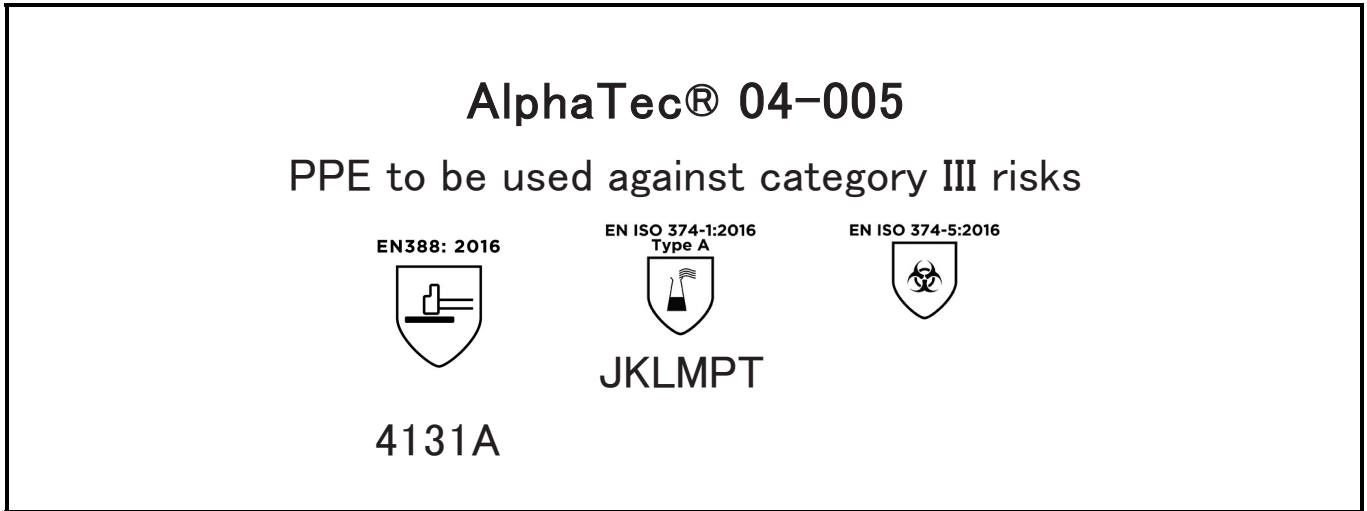 AlphaTec® 04-005
PPE to be used against category III risks
EN388: 2016
EN ISO 374-1:2016
Type A
EN ISO 374-5:2016
JKLMPT
4131A